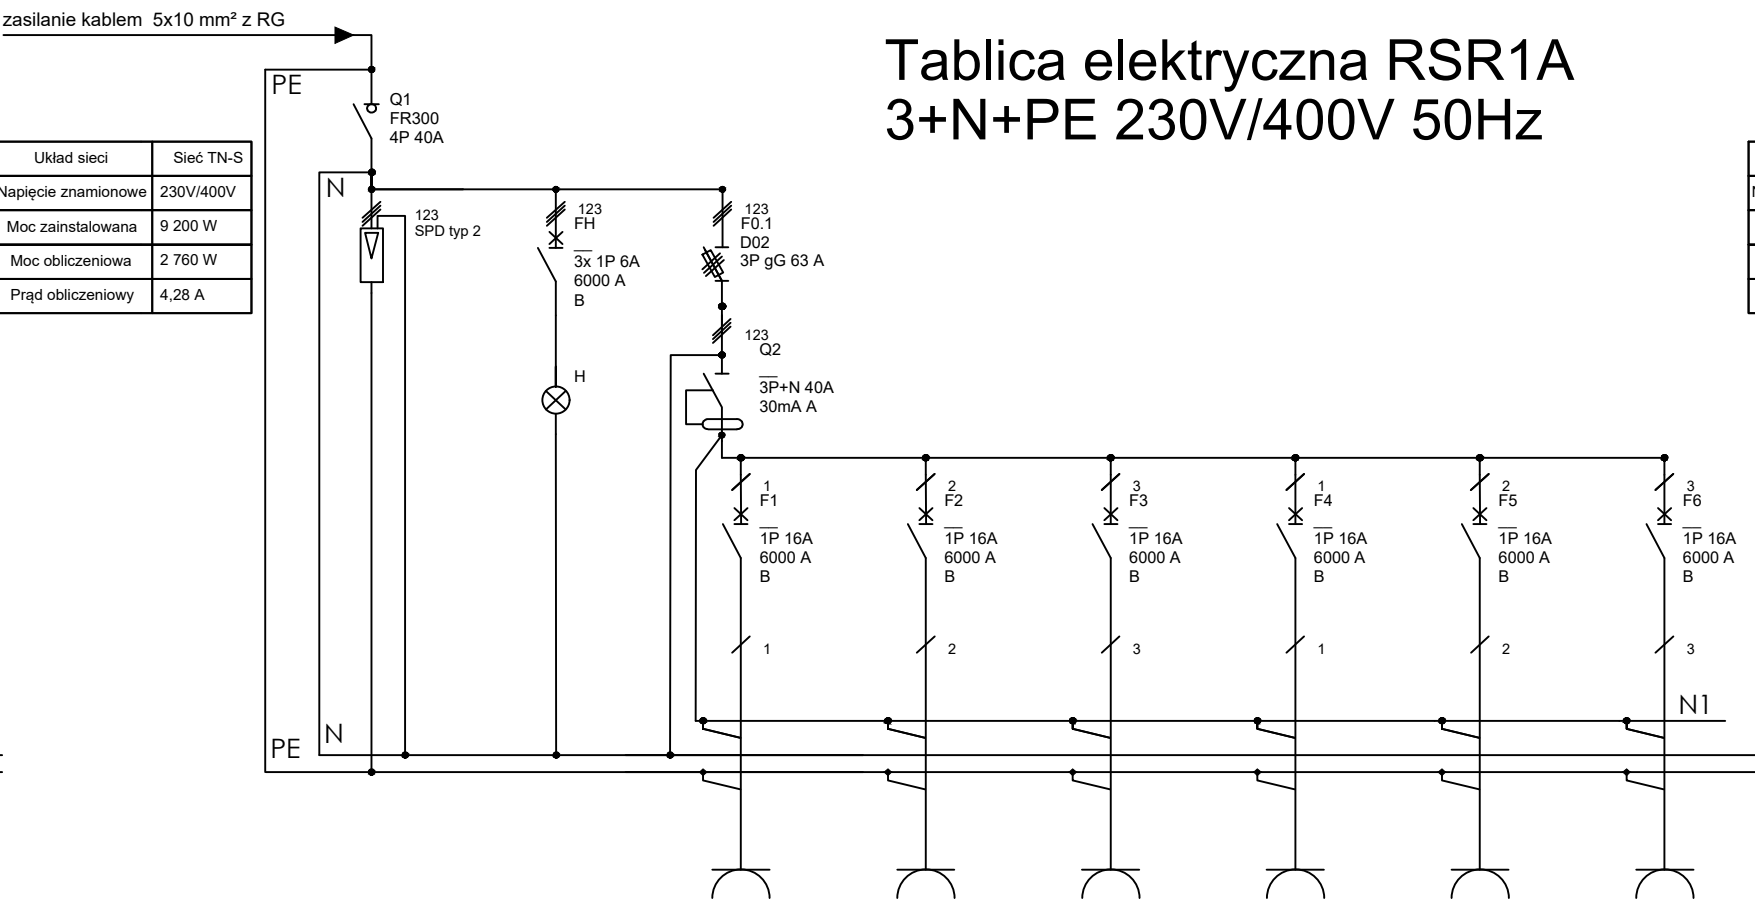 zasilanie kablem 5x10 mm² z RG
Tablica elektryczna RSR1A
3+N+PE 230V/400V 50Hz
PE
Q1
FR300
4P 40A
Układ sieci Sieć TN-S
Napięcie znamionowe 230V/400V
Moc zainstalowana 9 200 W
Moc obliczeniowa 2 760 W
Prąd obliczeniowy 4,28 A
N
123
SPD typ 2
123
FH
3x 1P 6A
6000 A
B
H
123
F0.1
D02
3P gG 63 A
123
Q2
3P+N 40A
30mA A
1
F1
1P 16A
6000 A
B
1
2
F2
1P 16A
6000 A
B
2
3
F3
1P 16A
6000 A
B
3
1
F4
1P 16A
6000 A
B
1
2
F5
1P 16A
6000 A
B
2
3
F6
1P 16A
6000 A
B
3
N1
N
PE